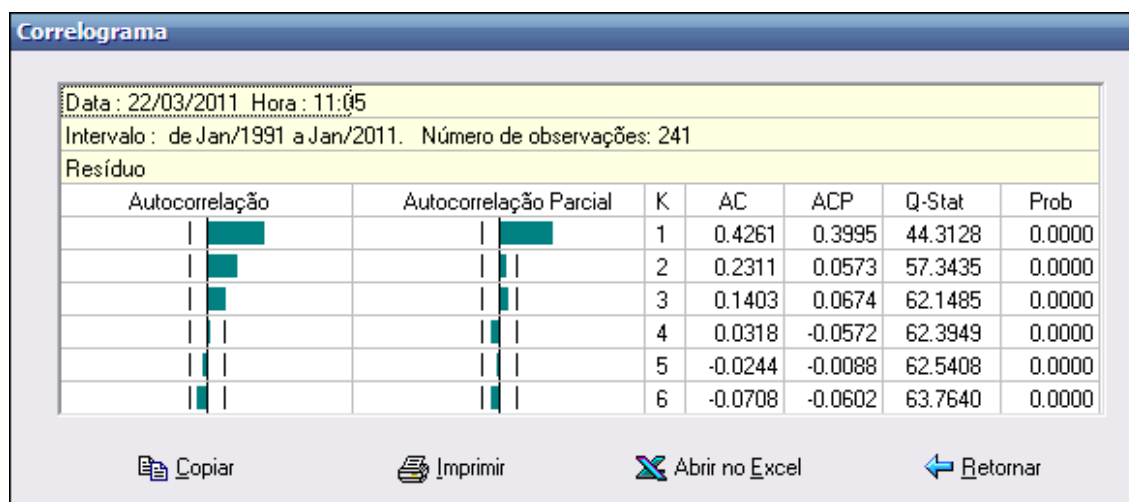 Correlograma
Data : 22/03/2011 Hora : 11:05
Intervalo : de Jan/1991 a Jan/2011. Número de observações: 241
Resíduo
Autocorrelação Autocorrelação Parcial K AC ACP Q-Stat Prob
1 0.4261 0.3995 44.3128 0.0000
2 0.2311 0.0573 57.3435 0.0000
3 0.1403 0.0674 62.1485 0.0000
4 0.0318 -0.0572 62.3949 0.0000
5 -0.0244 -0.0088 62.5408 0.0000
6 -0.0708 -0.0602 63.7640 0.0000
Copiar Imprimir Abrir no Excel Retornar